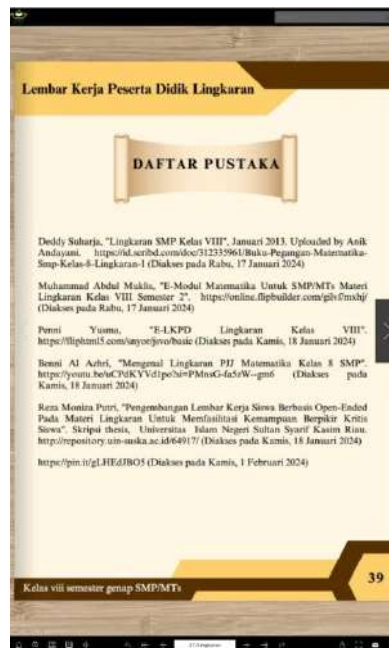 Lembar Kerja Peserta Didik Lingkaran
DAFTAR PUSTAKA
Deddy Suharja, "Lingkaran SMP Kelas VIII", Januari 2013. Uploaded by Anik
Andayani. https://id.scribd.com/doc/312335961/Buku-Pegangan-Matematika-
Smp-Kelas-8-Lingkaran-1 (Diakses pada Rabu, 17 Januari 2024)
Muhammad Abdul Muklis, "E-Modul Matematika Untuk SMP/MTs Materi
Lingkaran Kelas VIII Semester 2", https://online.flipbuilder.com/gilv/mxhj/
(Diakses pada Rabu, 17 Januari 2024)
Penni Yusma, "E-LKPD Lingkaran Kelas VIII".
(Diakses pada Kamis, 18 Januari 2024)
Benni Al Azhri, "Mengenal Lingkaran PJJ Matematika Kelas 8 SMP".
(Diakses pada
Kamis, 18 Januari 2024)
Reza Moniza Putri, "Pengembangan Lembar Kerja Siswa Berbasis Open-Ended
Pada Materi Lingkaran Untuk Memfasilitasi Kemampuan Berpikir Kritis
Siswa". Skripsi thesis, Universitas Islam Negeri Sultan Syarif Kasim Riau.
http://repository.uin-suska.ac.id/64917/ (Diakses pada Kamis, 18 Januari 2024)
https://pin.it/gLHEdJBO5 (Diakses pada Kamis, 1 Februari 2024)
39
Kelas viii semester genap SMP/MTs